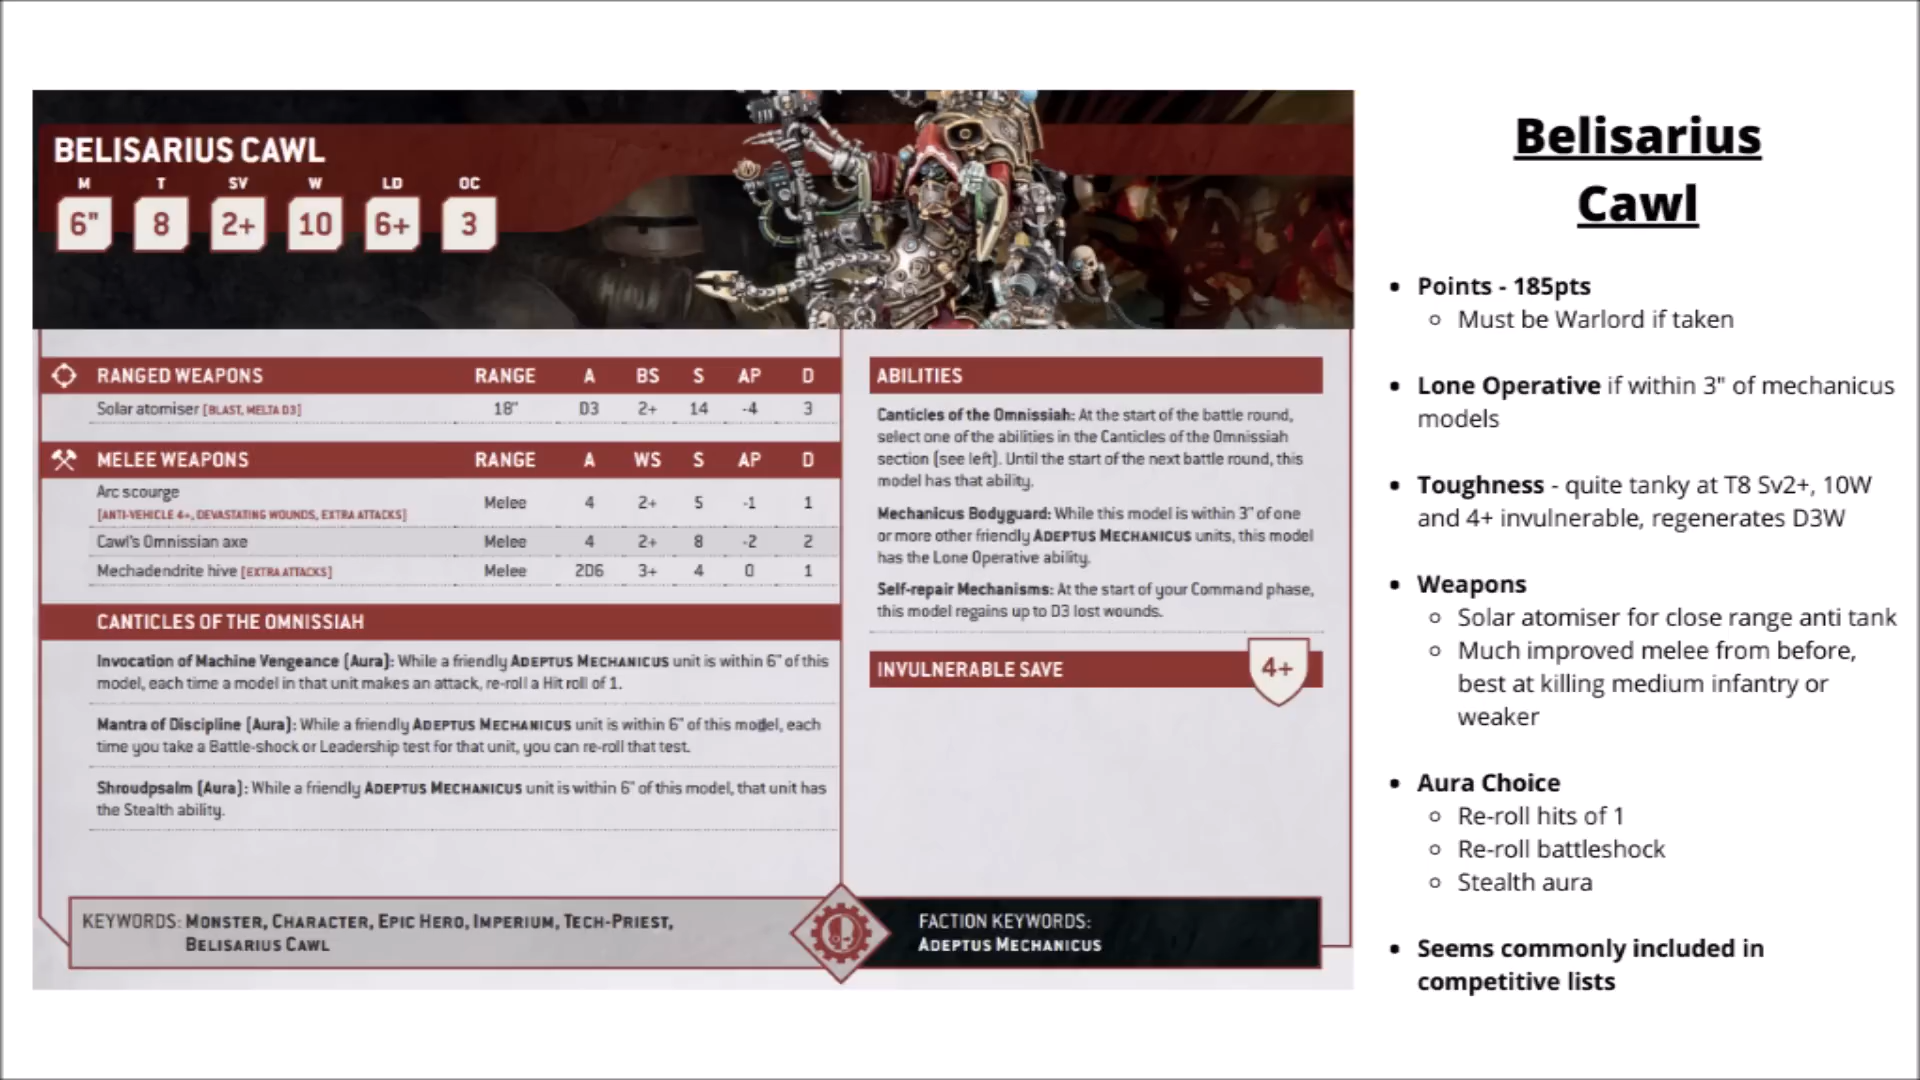 BELISARIUS CAWL
M T SV W LD OC
6" 8 2+ 10 6+ 3
RANGED WEAPONS RANGE A BS S AP D
Solar atomiser [BLAST, MELTA D3] 18" D3 2+ 14 -4 3
MELEE WEAPONS RANGE A WS S AP D
Arc scourge
[ANTI-VEHICLE 4+, DEVASTATING WOUNDS, EXTRA ATTACKS] Melee 4 2+ 5 -1 1
Cawl's Omnissian axe Melee 4 2+ 8 -2 2
Mechadendrite hive [EXTRA ATTACKS] Melee 2D6 3+ 4 0 1
CANTICLES OF THE OMNISSIAH
Invocation of Machine Vengeance (Aura): While a friendly ADEPTUS MECHANICUS unit is within 6" of this
model, each time a model in that unit makes an attack, re-roll a Hit roll of 1.
Mantra of Discipline (Aura): While a friendly ADEPTUS MECHANICUS unit is within 6" of this model, each
time you take a Battle-shock or Leadership test for that unit, you can re-roll that test.
Shroudpsalm (Aura): While a friendly ADEPTUS MECHANICUS unit is within 6" of this model, that unit has
the Stealth ability.
ABILITIES
Canticles of the Omnissiah: At the start of the battle round,
select one of the abilities in the Canticles of the Omnissiah
section (see left). Until the start of the next battle round, this
model has that ability.
Mechanicus Bodyguard: While this model is within 3" of one
or more other friendly ADEPTUS MECHANICUS units, this model
has the Lone Operative ability.
Self-repair Mechanisms: At the start of your Command phase,
this model regains up to D3 lost wounds.
INVULNERABLE SAVE 4+
KEYWORDS: MONSTER, CHARACTER, EPIC HERO, IMPERIUM, TECH-PRIEST,
BELISARIUS CAWL
FACTION KEYWORDS:
ADEPTUS MECHANICUS
Belisarius
Cawl
• Points - 185pts
○ Must be Warlord if taken
• Lone Operative if within 3" of mechanicus
models
• Toughness - quite tanky at T8 Sv2+, 10W
and 4+ invulnerable, regenerates D3W
• Weapons
○ Solar atomiser for close range anti tank
○ Much improved melee from before,
best at killing medium infantry or
weaker
• Aura Choice
○ Re-roll hits of 1
○ Re-roll battleshock
○ Stealth aura
• Seems commonly included in
competitive lists